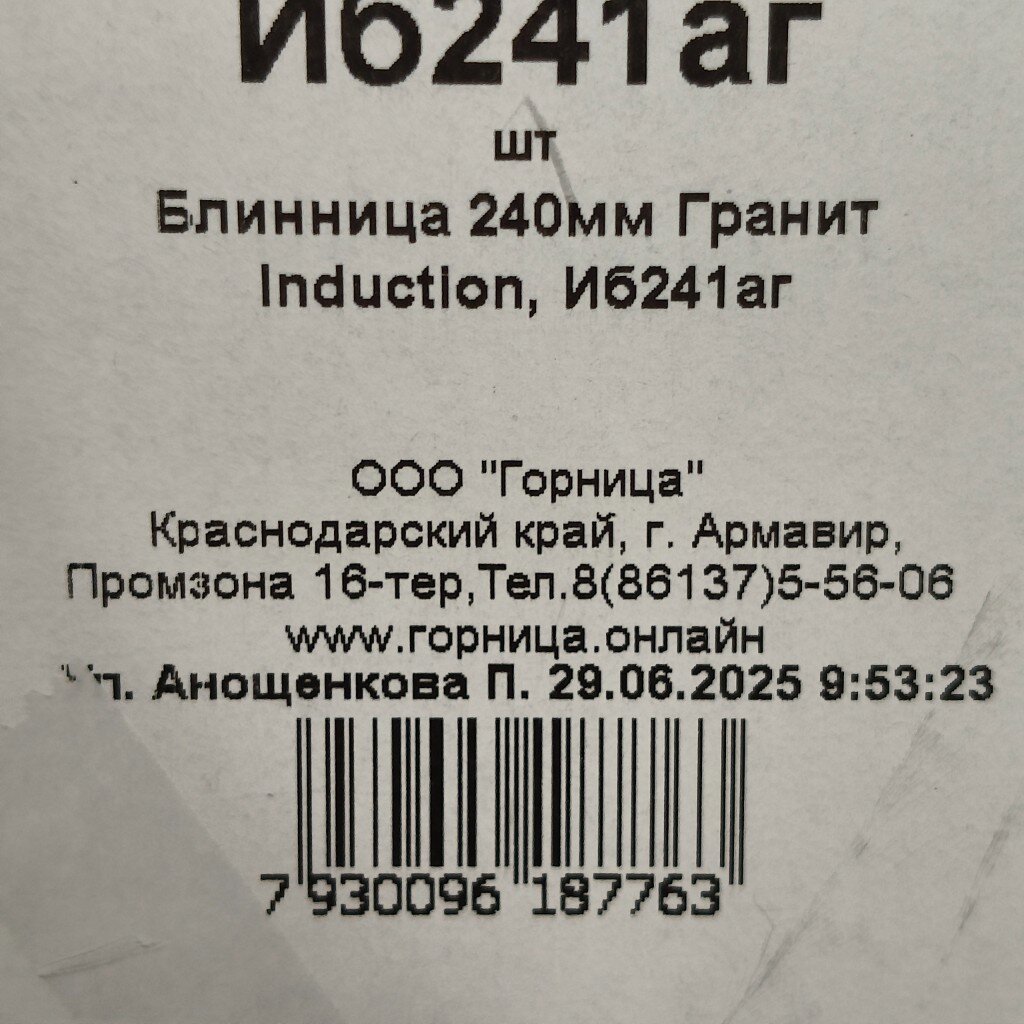 Иб241аг
шт
Блинница 240мм Гранит
Induction, Иб241аг
ООО "Горница"
Краснодарский край, г. Армавир,
Промзона 16-тер,Тел.8(86137)5-56-06
www.горница.онлайн
Анощенкова П. 29.06.2025 9:53:23
7 930096 187763